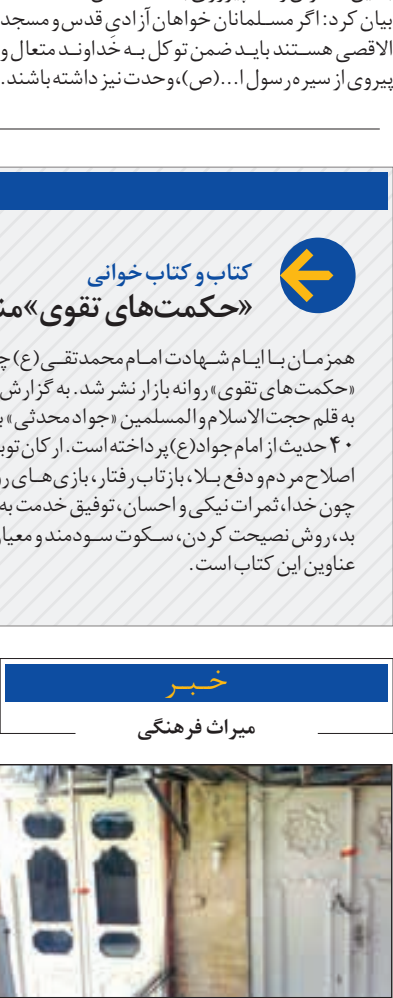 بیان کرد: اگر مسلمانان خواهان آزادی قدس و مسجد
الاقصی هستند باید ضمن توکل به خداوند متعال و
پیروی از سیره رسول ا...(ص)، وحدت نیز داشته باشند.
کتاب و کتاب خوانی
«حکمت‌های تقوی»
همزمان با ایام شهادت امام محمدتقی(ع)
«حکمت‌های تقوی» روانه بازار نشر شد. به گزارش
به قلم حجت‌الاسلام والمسلمین «جواد محدثی»
۴۰ حدیث از امام جواد(ع) پرداخته است. ارکان
اصلاح مردم و دفع بلا، بازتاب رفتار، بازی‌های
چون خدا، ثمرات نیکی و احسان، توفیق خدمت به
بد، روش نصیحت کردن، سکوت سودمند و
عناوین این کتاب است.
خبر
میراث فرهنگی